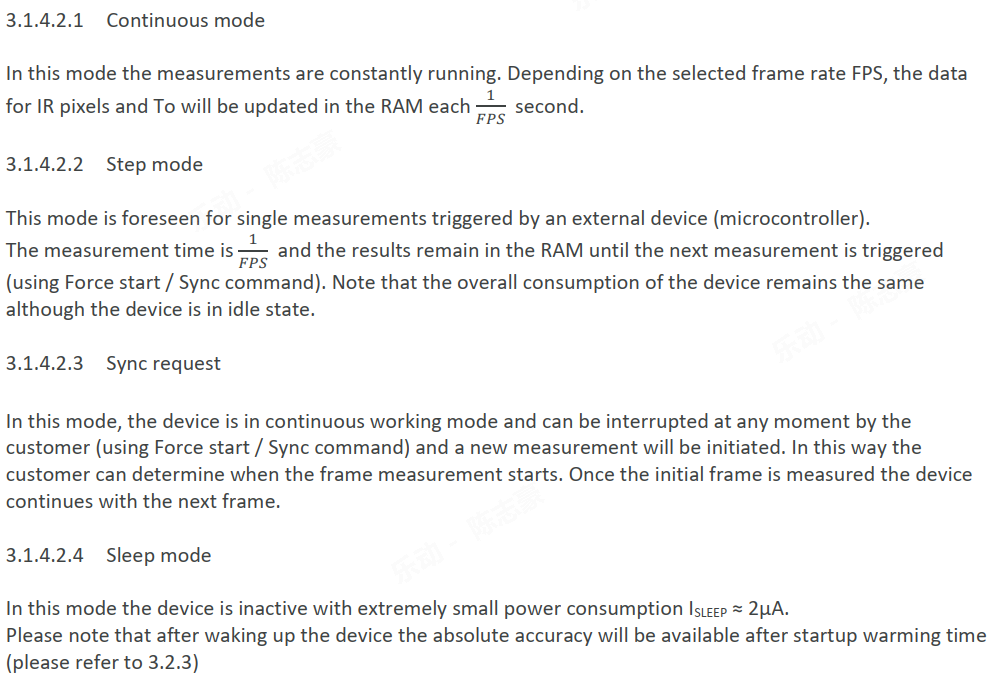 3.1.4.2.1 Continuous mode
In this mode the measurements are constantly running. Depending on the selected frame rate FPS, the data
for IR pixels and To will be updated in the RAM each 1/FPS second.
3.1.4.2.2 Step mode
This mode is foreseen for single measurements triggered by an external device (microcontroller).
The measurement time is 1/FPS and the results remain in the RAM until the next measurement is triggered
(using Force start / Sync command). Note that the overall consumption of the device remains the same
although the device is in idle state.
3.1.4.2.3 Sync request
In this mode, the device is in continuous working mode and can be interrupted at any moment by the
customer (using Force start / Sync command) and a new measurement will be initiated. In this way the
customer can determine when the frame measurement starts. Once the initial frame is measured the device
continues with the next frame.
3.1.4.2.4 Sleep mode
In this mode the device is inactive with extremely small power consumption ISLEEP ≈ 2µA.
Please note that after waking up the device the absolute accuracy will be available after startup warming time
(please refer to 3.2.3)